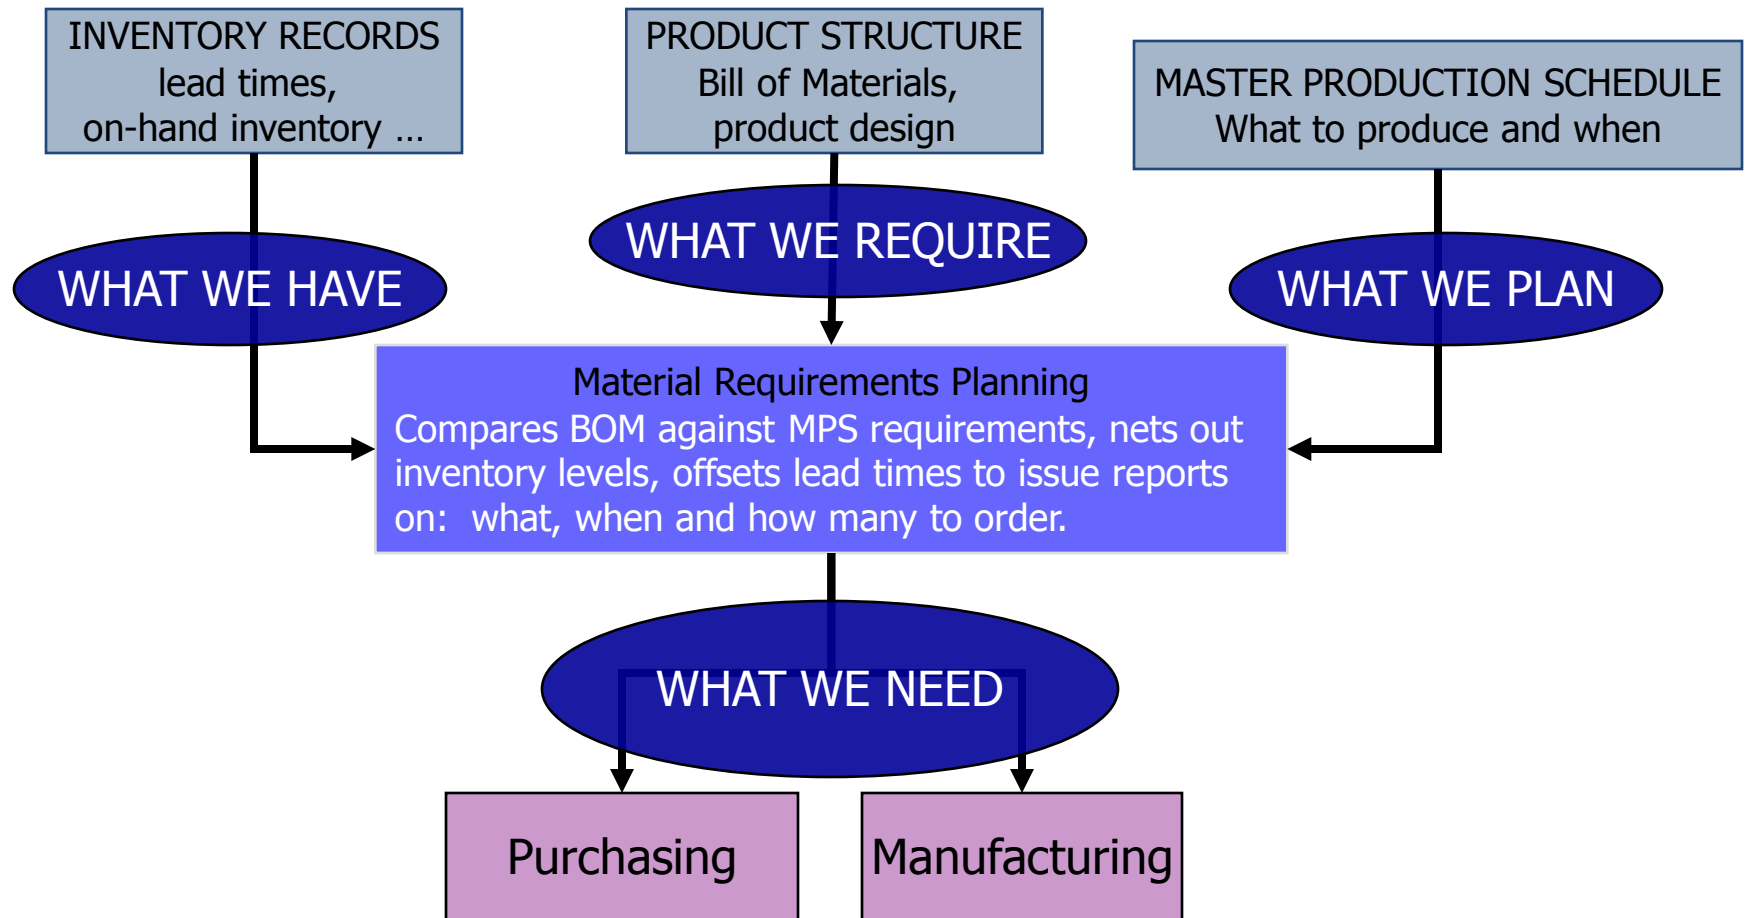 INVENTORY RECORDS
lead times,
on-hand inventory …
PRODUCT STRUCTURE
Bill of Materials,
product design
MASTER PRODUCTION SCHEDULE
What to produce and when
WHAT WE HAVE
WHAT WE REQUIRE
WHAT WE PLAN
Material Requirements Planning
Compares BOM against MPS requirements, nets out
inventory levels, offsets lead times to issue reports
on:  what, when and how many to order.
WHAT WE NEED
Purchasing
Manufacturing